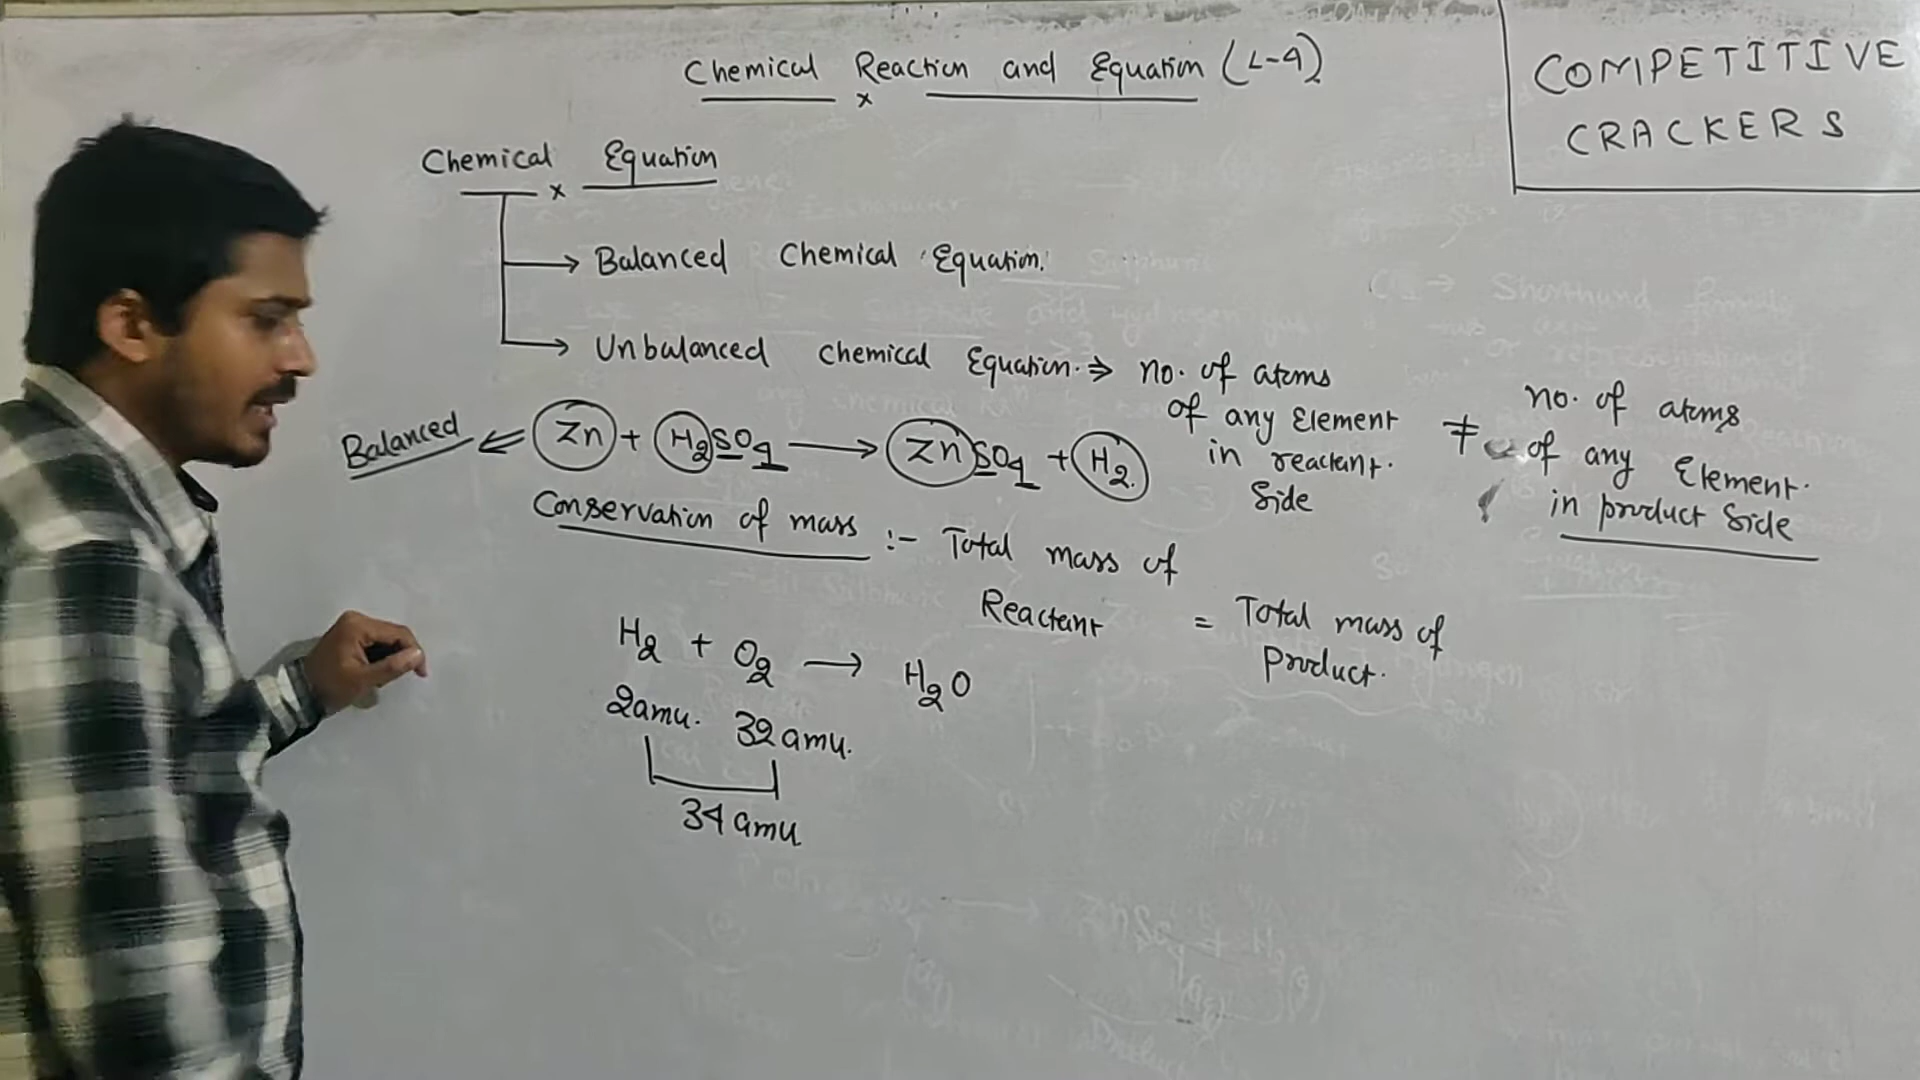 Chemical Reaction and Equation (L-4)
COMPETITIVE
CRACKERS
Chemical Equation
Balanced Chemical Equation.
Unbalanced Chemical Equation. ⇒ no. of atoms
of any Element
in reactant.
Side
≠
no. of atoms
of any Element.
in product Side
Balanced ⇐ Zn + H₂SO₄ → ZnSO₄ + H₂.
Conservation of mass :- Total mass of
Reactant = Total mass of
Product.
H₂ + O₂ → H₂O
2amu. 32amu.
34amu